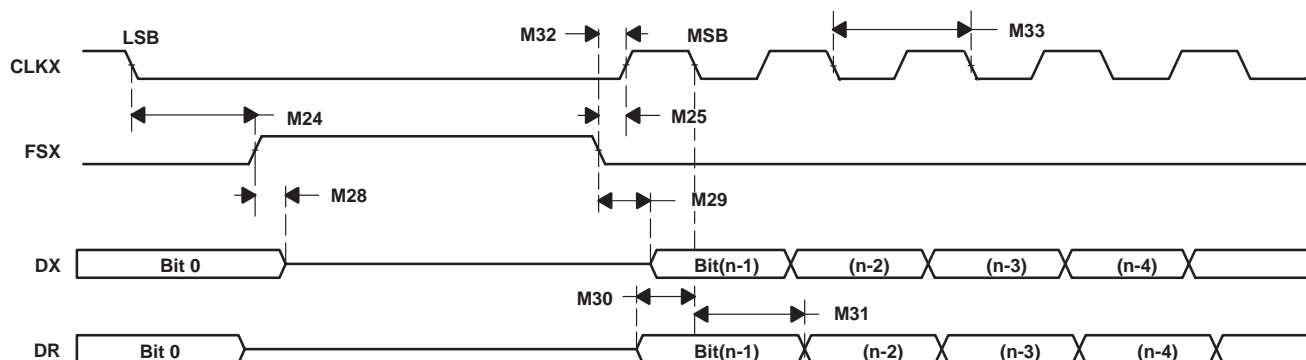 LSB
M32
MSB
M33
CLKX
M24
M25
FSX
M28
M29
DX
Bit 0
Bit(n-1)
(n-2)
(n-3)
(n-4)
M30
M31
DR
Bit 0
Bit(n-1)
(n-2)
(n-3)
(n-4)